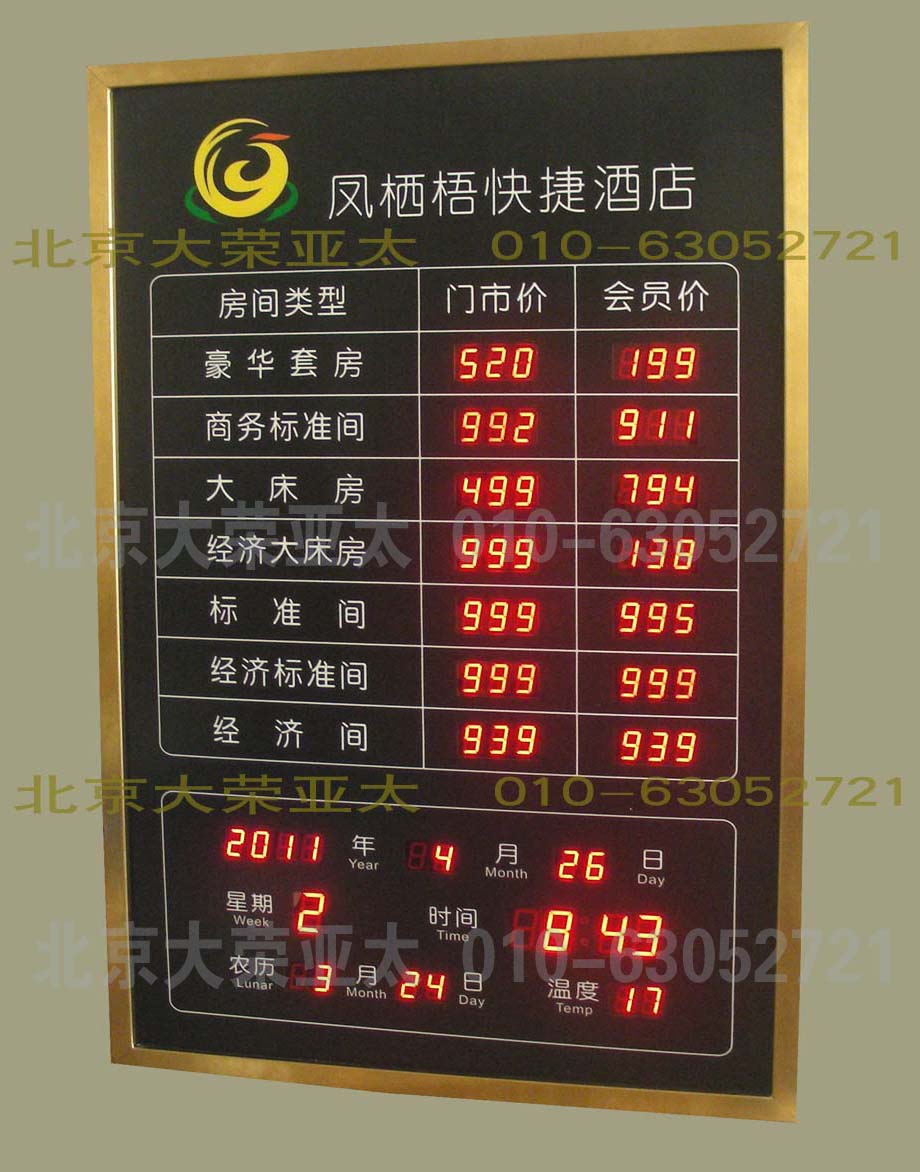 凤栖梧快捷酒店
北京大荣亚太 010-63052721
房间类型 门市价 会员价
豪华套房 520 199
商务标准间 992 911
大床房 499 794
北京大荣亚太 010-63052721
经济大床房 999 138
标准间 999 995
经济标准间 999 999
经济间 939 939
北京大荣亚太 010-63052721
2011 年 4 月 26 日
Year Month Day
星期 2 时间 8 43
Week Time
北京大荣亚太 010-63052721
农历 3 月 24 日 温度 17
Lunar Month Day Temp